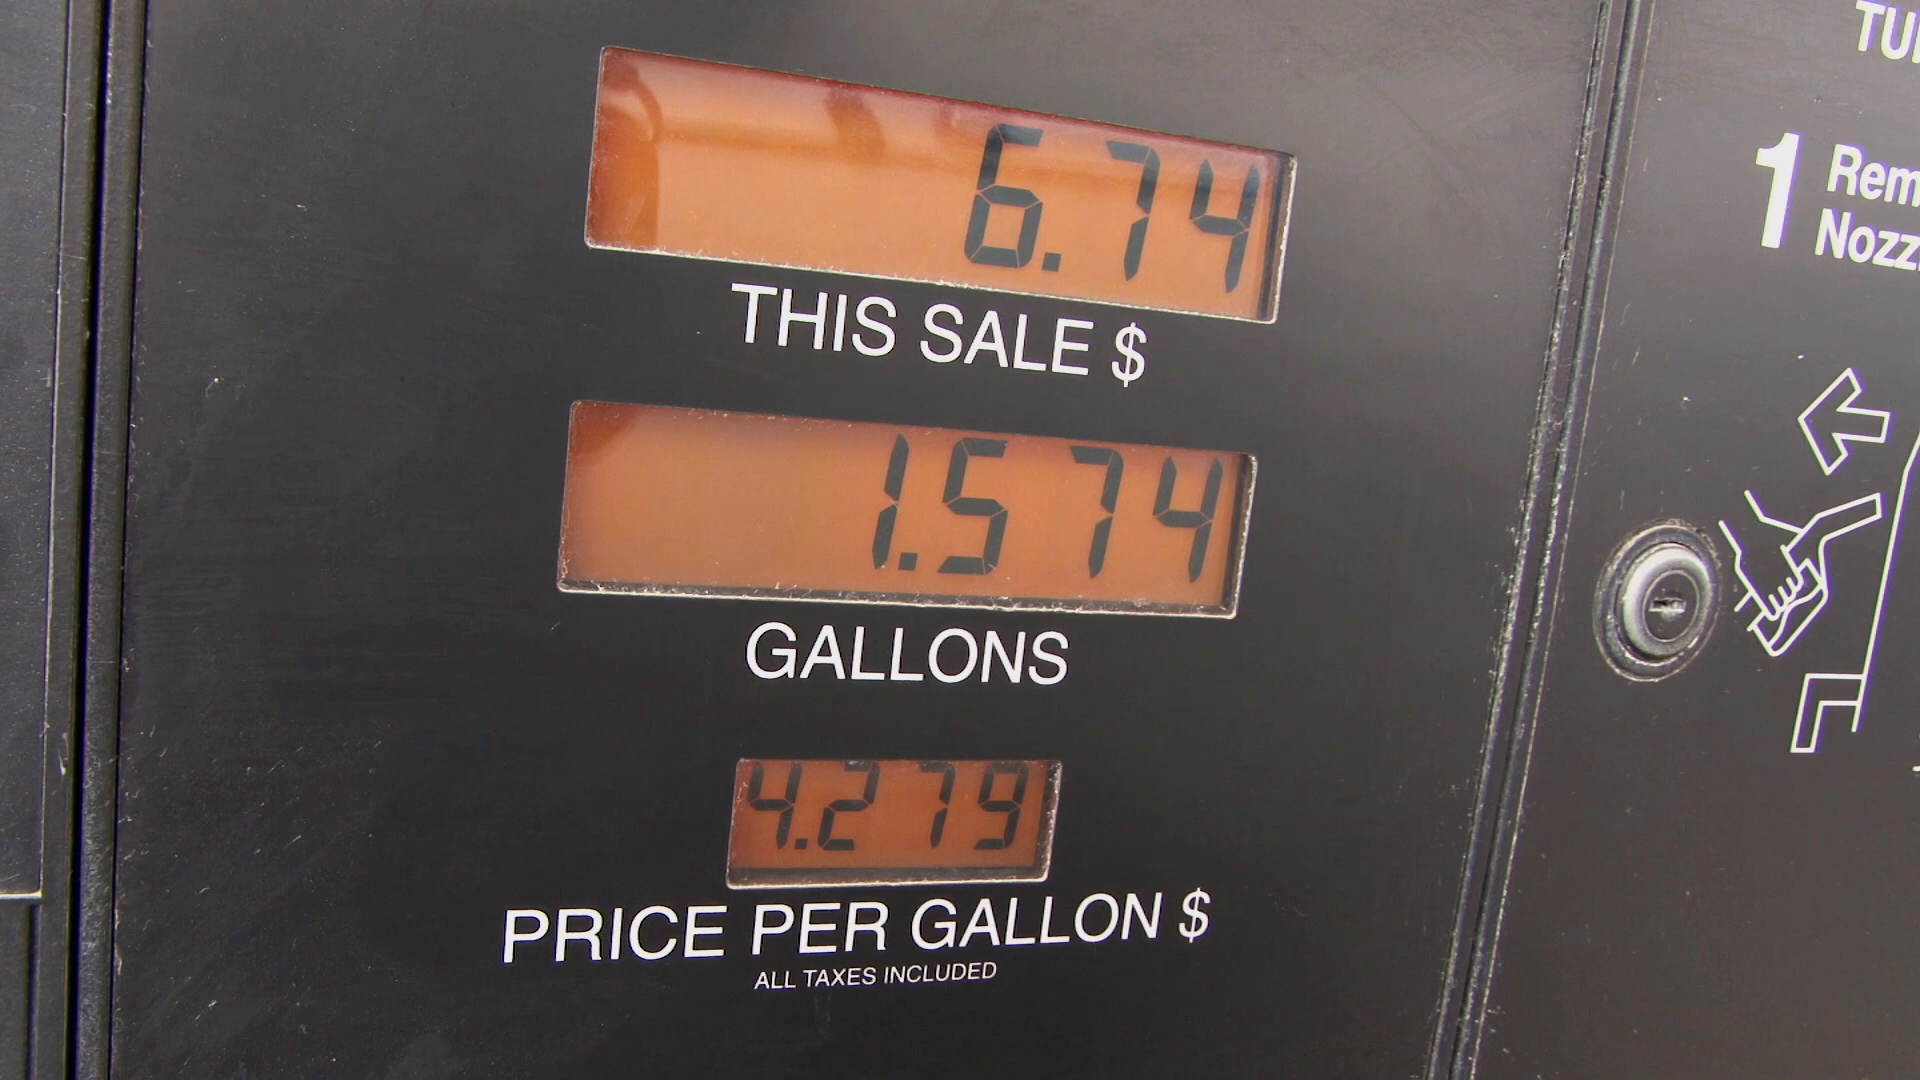 6.74
THIS SALE $
1.574
GALLONS
4.279
PRICE PER GALLON $
ALL TAXES INCLUDED
1